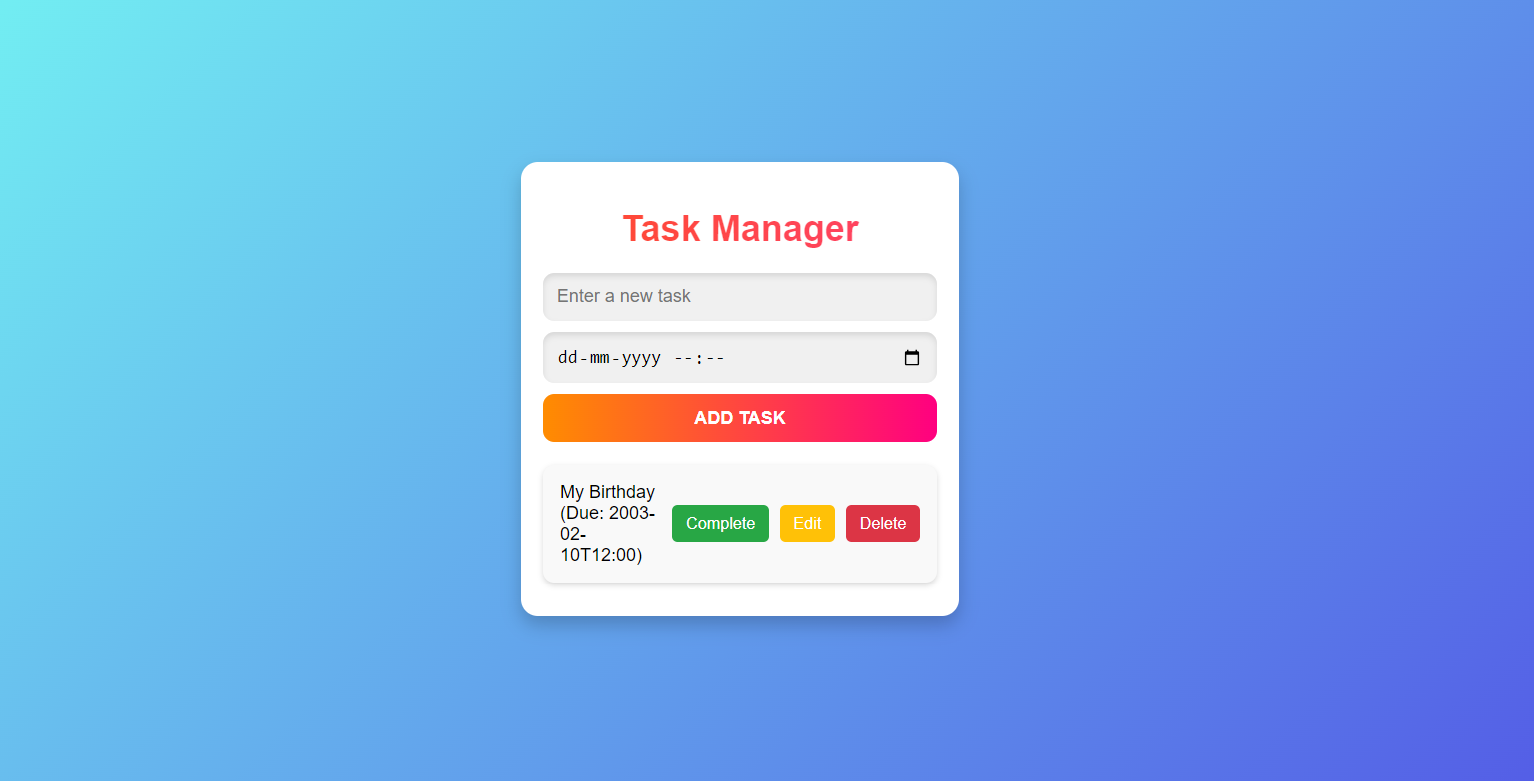 Task Manager
Enter a new task
dd-mm-yyyy --:--
ADD TASK
My Birthday
(Due: 2003-
02-
10T12:00)
Complete
Edit
Delete